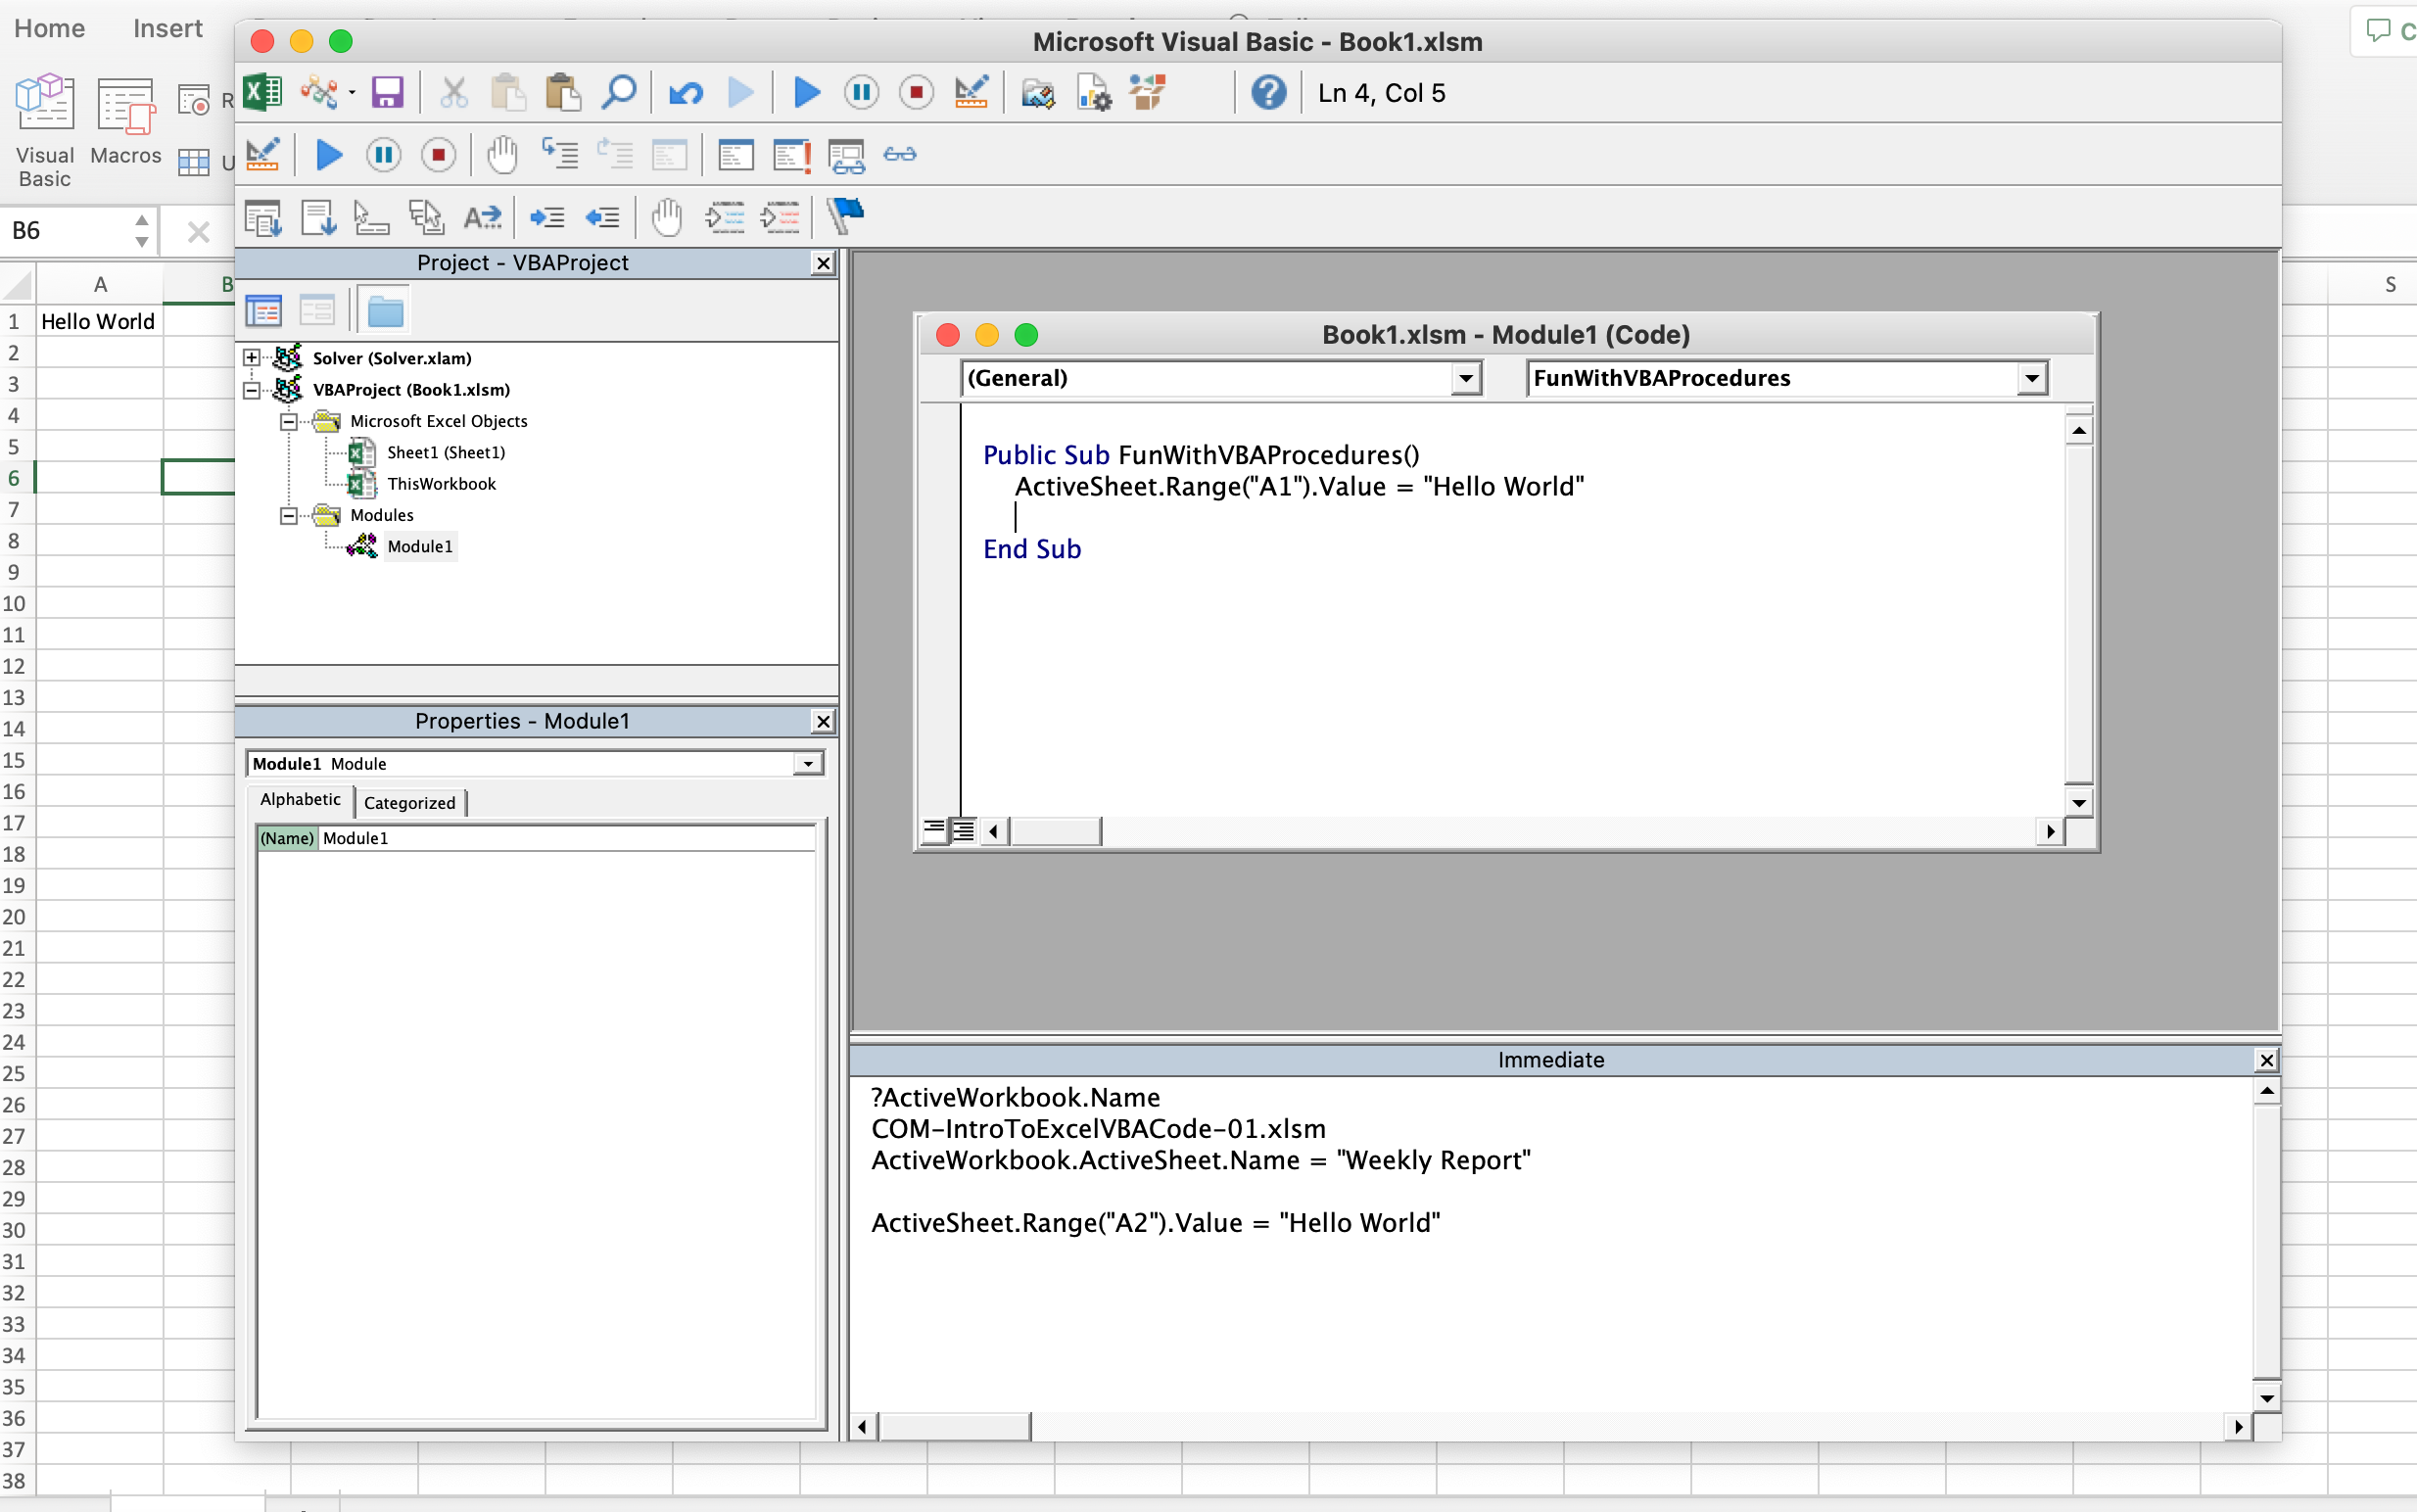 Home Insert
Microsoft Visual Basic - Book1.xlsm
Ln 4, Col 5
Visual Basic
Macros
B6
Project - VBAProject
A
S
Solver (Solver.xlam)
VBAProject (Book1.xlsm)
Microsoft Excel Objects
Sheet1 (Sheet1)
ThisWorkbook
Modules
Module1
Properties - Module1
Module1 Module
Alphabetic Categorized
(Name) Module1
Book1.xlsm - Module1 (Code)
(General) FunWithVBAProcedures
Public Sub FunWithVBAProcedures()
ActiveSheet.Range("A1").Value = "Hello World"
End Sub
Immediate
?ActiveWorkbook.Name
COM-IntroToExcelVBACode-01.xlsm
ActiveWorkbook.ActiveSheet.Name = "Weekly Report"
ActiveSheet.Range("A2").Value = "Hello World"
1 Hello World
2
3
4
5
6
7
8
9
10
11
12
13
14
15
16
17
18
19
20
21
22
23
24
25
26
27
28
29
30
31
32
33
34
35
36
37
38